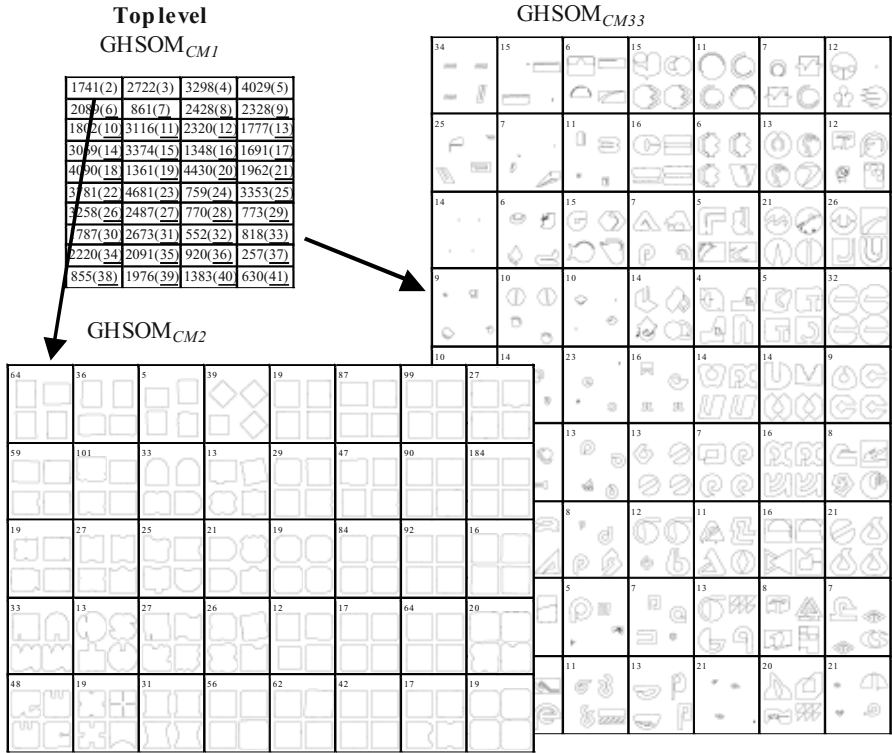 Top level
GHSOM CM1
1741(2) 2722(3) 3298(4) 4029(5)
2089(6) 861(7) 2428(8) 2328(9)
1802(10) 3116(11) 2320(12) 1777(13)
3374(15) 1348(16) 1691(17)
4090(18) 1361(19) 4430(20) 1962(21)
3781(22) 4681(23) 759(24) 3353(25)
3258(26) 2487(27) 770(28) 773(29)
787(30) 2673(31) 552(32) 818(33)
2220(34) 2091(35) 920(36) 257(37)
855(38) 1976(39) 1383(40) 630(41)
GHSOM CM33
34 15 6 15 11 7 12
25 7 11 16 6 13 12
14 6 15 7 5 21 26
9 10 10 14 4 5 32
10 14 23 16 14 14 9
13 13 7 16 8
8 12 11 16 21
5 7 13 8 7
11 13 21 20 21
GHSOM CM2
64 36 5 39 19 87 99 27
59 101 33 13 29 47 90 184
19 27 25 21 19 84 92 16
33 13 27 26 12 17 64 20
48 19 31 56 62 42 17 19